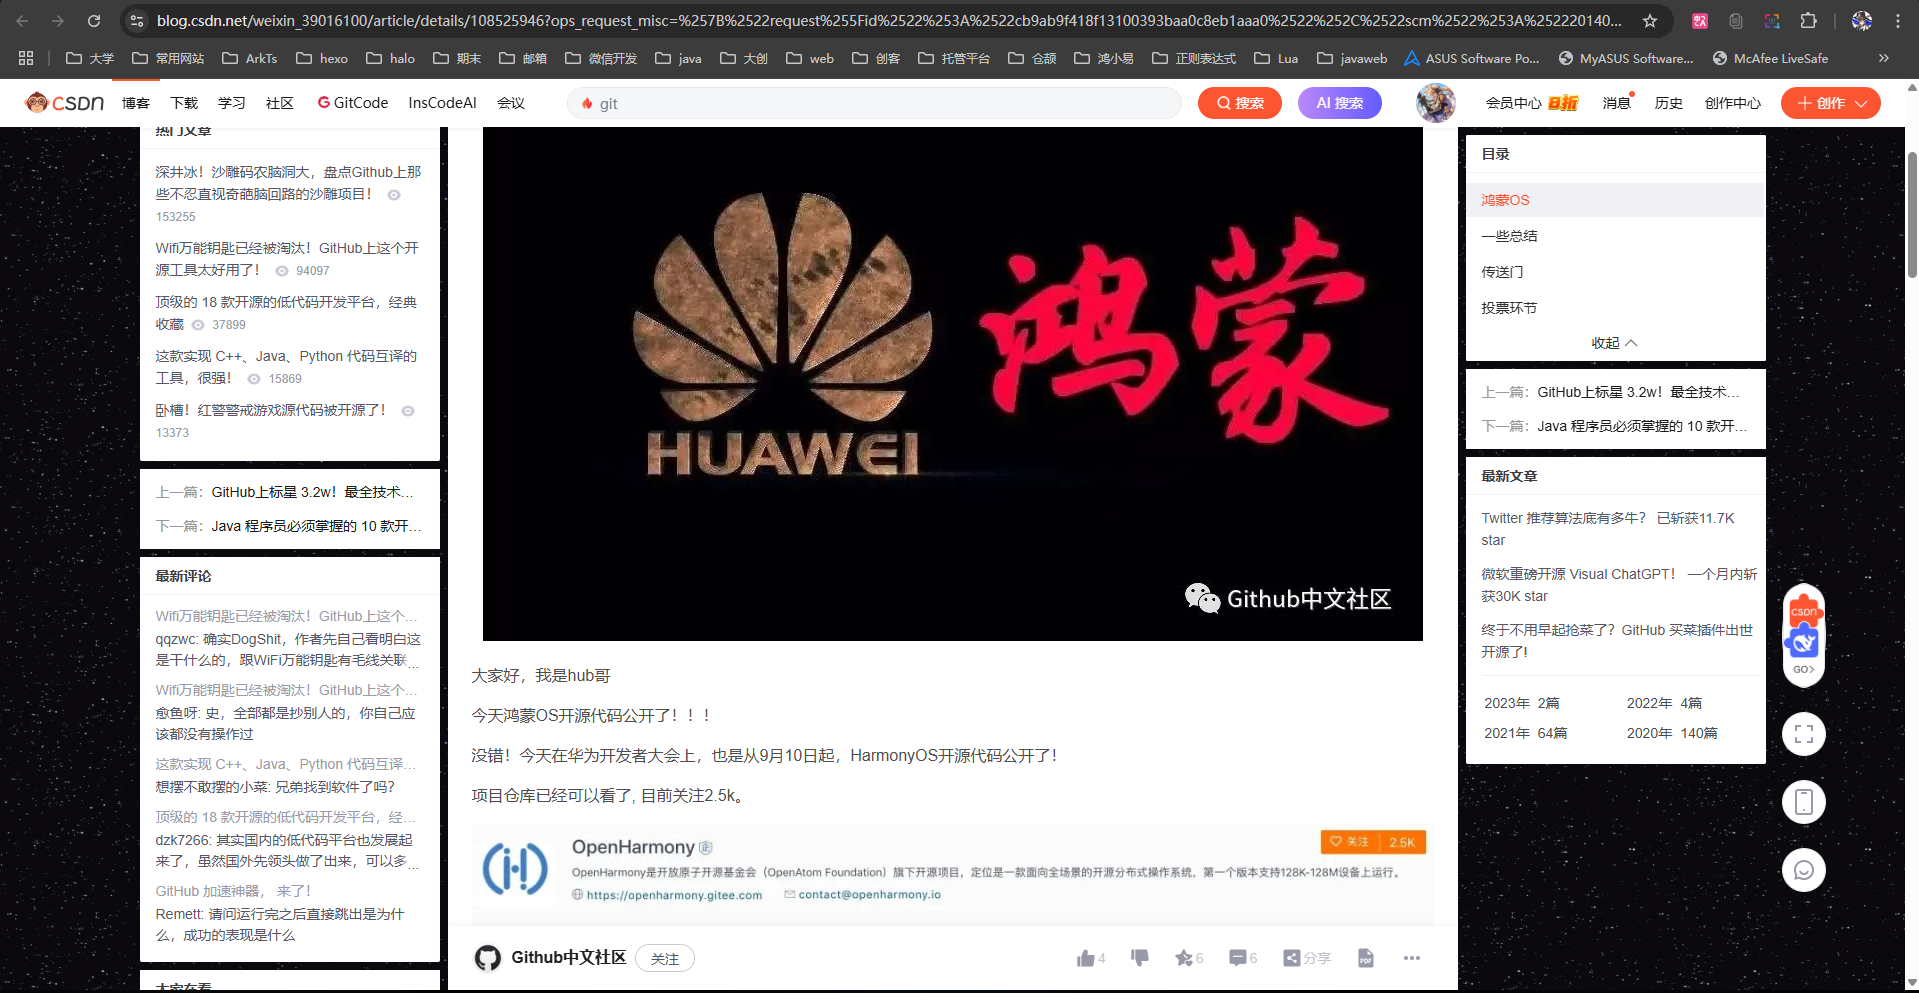 blog.csdn.net/weixin_39016100/article/details/108525946?ops_request_misc=%257B%2522request%255Fid%2522%253A%2522cb9ab9f418f13100393baa0c8eb1aaa0%2522%252C%2522scm%2522%253A%252220140...
大学 常用网站 ArkTs hexo halo 期末 邮箱 微信开发 java 大创 web 创客 托管平台 仓颉 鸿小易 正则表达式 Lua javaweb ASUS Software Po... MyASUS Software... McAfee LiveSafe »
CSDN 博客 下载 学习 社区 GitCode InsCodeAI 会议 git 搜索 AI 搜索 会员中心 8折 消息 历史 创作中心 创作
热门文章
深井冰！沙雕码农脑洞大，盘点Github上那
些不忍直视奇葩脑回路的沙雕项目！
153255
Wifi万能钥匙已经被淘汰！GitHub上这个开
源工具太好用了！ 94097
顶级的 18 款开源的低代码开发平台，经典
收藏 37899
这款实现 C++、Java、Python 代码互译的
工具，很强！ 15869
卧槽！红警警戒游戏源代码被开源了！
13373
上一篇：GitHub上标星 3.2w！最全技术...
下一篇：Java 程序员必须掌握的 10 款开...
最新评论
Wifi万能钥匙已经被淘汰！GitHub上这个...
qqzwc: 确实DogShit，作者先自己看明白这
是干什么的，跟WiFi万能钥匙有毛线关联...
Wifi万能钥匙已经被淘汰！GitHub上这个...
愈鱼呀: 史，全部都是抄别人的，你自己应
该都没有操作过
这款实现 C++、Java、Python 代码互译...
想摆不敢摆的小菜: 兄弟找到软件了吗？
顶级的 18 款开源的低代码开发平台，经...
dzk7266: 其实国内的低代码平台也发展起
来了，虽然国外先领头做了出来，可以多...
GitHub 加速神器， 来了！
Remett: 请问运行完之后直接跳出是为什
么，成功的表现是什么
大家在看
HUAWEI
鸿蒙
Github中文社区
大家好，我是hub哥
今天鸿蒙OS开源代码公开了！！！
没错！今天在华为开发者大会上，也是从9月10日起，HarmonyOS开源代码公开了！
项目仓库已经可以看了, 目前关注2.5k。
OpenHarmony 关注 2.5K
OpenHarmony是开放原子开源基金会（OpenAtom Foundation）旗下开源项目，定位是一款面向全场景的开源分布式操作系统，第一个版本支持128K-128M设备上运行。
https://openharmony.gitee.com contact@openharmony.io
Github中文社区 关注 4 6 6 分享 PDF
目录
鸿蒙OS
一些总结
传送门
投票环节
收起
上一篇：GitHub上标星 3.2w！最全技术...
下一篇：Java 程序员必须掌握的 10 款开...
最新文章
Twitter 推荐算法底有多牛？ 已斩获11.7K
star
微软重磅开源 Visual ChatGPT！ 一个月内斩
获30K star
终于不用早起抢菜了？GitHub 买菜插件出世
开源了!
2023年 2篇 2022年 4篇
2021年 64篇 2020年 140篇
CSDN
GO>